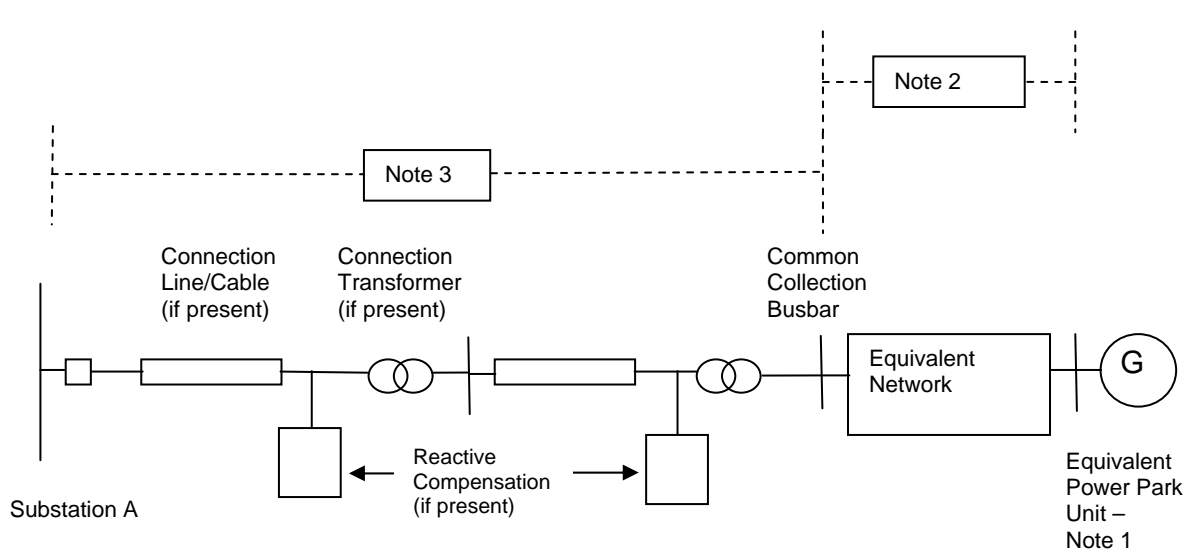 Note 2
Note 3
Connection
Line/Cable
(if present)
Connection
Transformer
(if present)
Common
Collection
Busbar
Equivalent
Network
G
Reactive
Compensation
(if present)
Substation A
Equivalent
Power Park
Unit –
Note 1